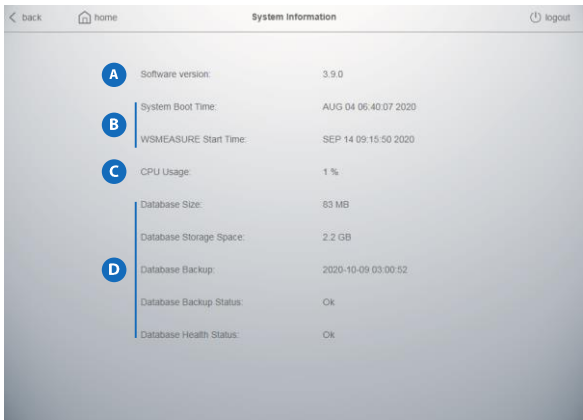 back home System Information logout
A Software version: 3.9.0
System Boot Time: AUG 04 06:40:07 2020
B
WSMEASURE Start Time: SEP 14 09:15:50 2020
C CPU Usage: 1 %
Database Size: 83 MB
Database Storage Space: 2.2 GB
D Database Backup: 2020-10-09 03:00:52
Database Backup Status: Ok
Database Health Status: Ok